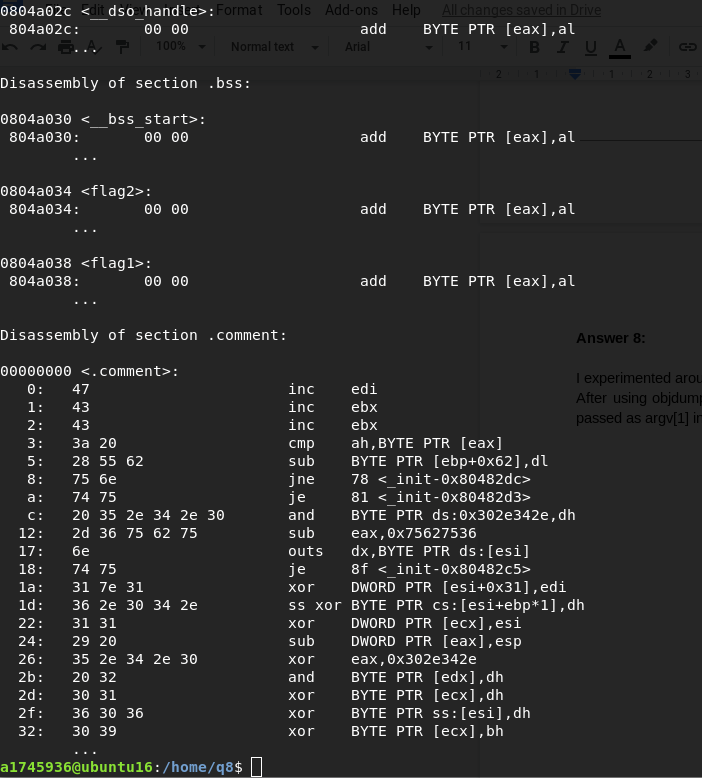 Format Tools Add-ons Help All changes saved in Drive
0804a02c <__dso_handle>:
804a02c: 00 00 add BYTE PTR [eax],al
...
100% Normal text Arial 11 B I U A
Disassembly of section .bss:
2 1 1 2 3
0804a030 <__bss_start>:
804a030: 00 00 add BYTE PTR [eax],al
...
0804a034 <flag2>:
804a034: 00 00 add BYTE PTR [eax],al
...
0804a038 <flag1>:
804a038: 00 00 add BYTE PTR [eax],al
...
Disassembly of section .comment:
00000000 <.comment>:
0: 47 inc edi
1: 43 inc ebx
2: 43 inc ebx
3: 3a 20 cmp ah,BYTE PTR [eax]
5: 28 55 62 sub BYTE PTR [ebp+0x62],dl
8: 75 6e jne 78 <_init-0x80482dc>
a: 74 75 je 81 <_init-0x80482d3>
c: 20 35 2e 34 2e 30 and BYTE PTR ds:0x302e342e,dh
12: 2d 36 75 62 75 sub eax,0x75627536
17: 6e outs dx,BYTE PTR ds:[esi]
18: 74 75 je 8f <_init-0x80482c5>
1a: 31 7e 31 xor DWORD PTR [esi+0x31],edi
1d: 36 2e 30 34 2e ss xor BYTE PTR cs:[esi+ebp*1],dh
22: 31 31 xor DWORD PTR [ecx],esi
24: 29 20 sub DWORD PTR [eax],esp
26: 35 2e 34 2e 30 xor eax,0x302e342e
2b: 20 32 and BYTE PTR [edx],dh
2d: 30 31 xor BYTE PTR [ecx],dh
2f: 36 30 36 xor BYTE PTR ss:[esi],dh
32: 30 39 xor BYTE PTR [ecx],bh
...
a1745936@ubuntu16:/home/q8$
Answer 8:
I experimented arou
After using objdump
passed as argv[1] in